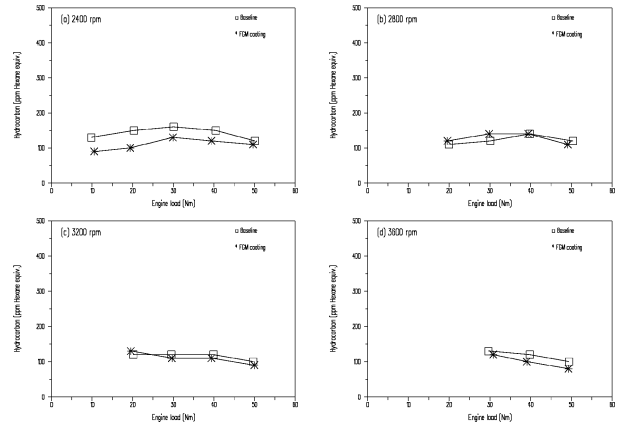 (a) 2400 rpm
Baseline
FGM coating
Hydrocarbon (ppm Hexane equiv.)
500
400
300
200
100
0
0 10 20 30 40 50 60
Engine load (Nm)
(b) 2800 rpm
Baseline
FGM coating
Hydrocarbon (ppm Hexane equiv.)
500
400
300
200
100
0
0 10 20 30 40 50 60
Engine load (Nm)
(c) 3200 rpm
Baseline
FGM coating
Hydrocarbon (ppm Hexane equiv.)
500
400
300
200
100
0
0 10 20 30 40 50 60
Engine load (Nm)
(d) 3600 rpm
Baseline
FGM coating
Hydrocarbon (ppm Hexane equiv.)
500
400
300
200
100
0
0 10 20 30 40 50 60
Engine load (Nm)